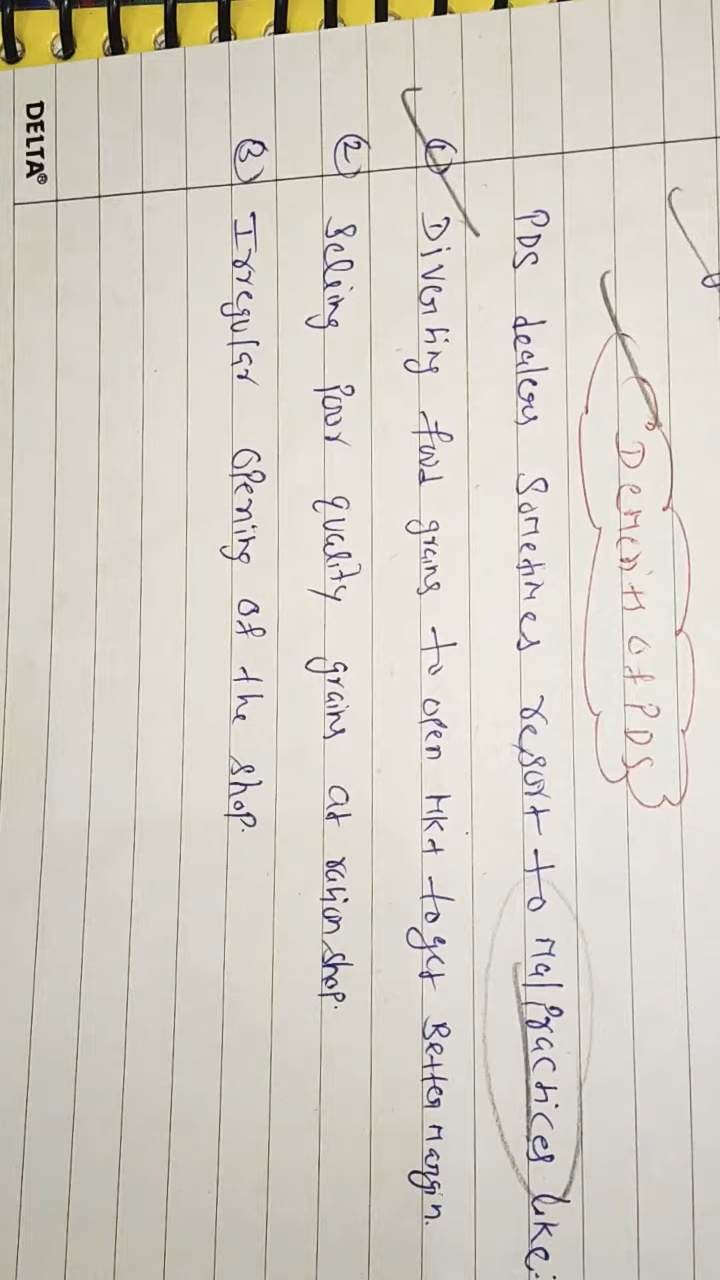 Demerit of PDS
PDS dealers sometimes resort to malpractices like:
① Diverting food grains to open Mkt to get Better margin.
② Selling Poor quality grains at ration shop.
③ Irregular opening of the shop.
DELTA®